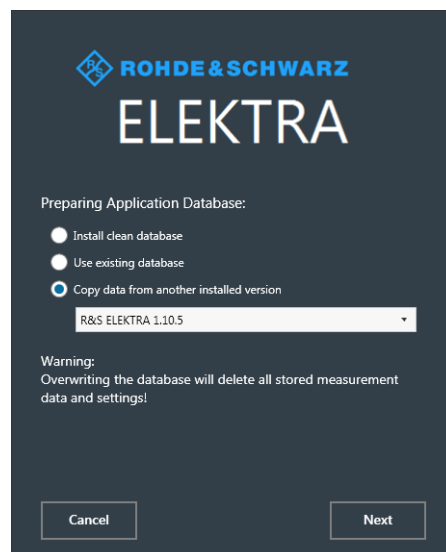 R&S
ROHDE&SCHWARZ
ELEKTRA
Preparing Application Database:
Install clean database
Use existing database
Copy data from another installed version
R&S ELEKTRA 1.10.5
Warning:
Overwriting the database will delete all stored measurement
data and settings!
Cancel
Next